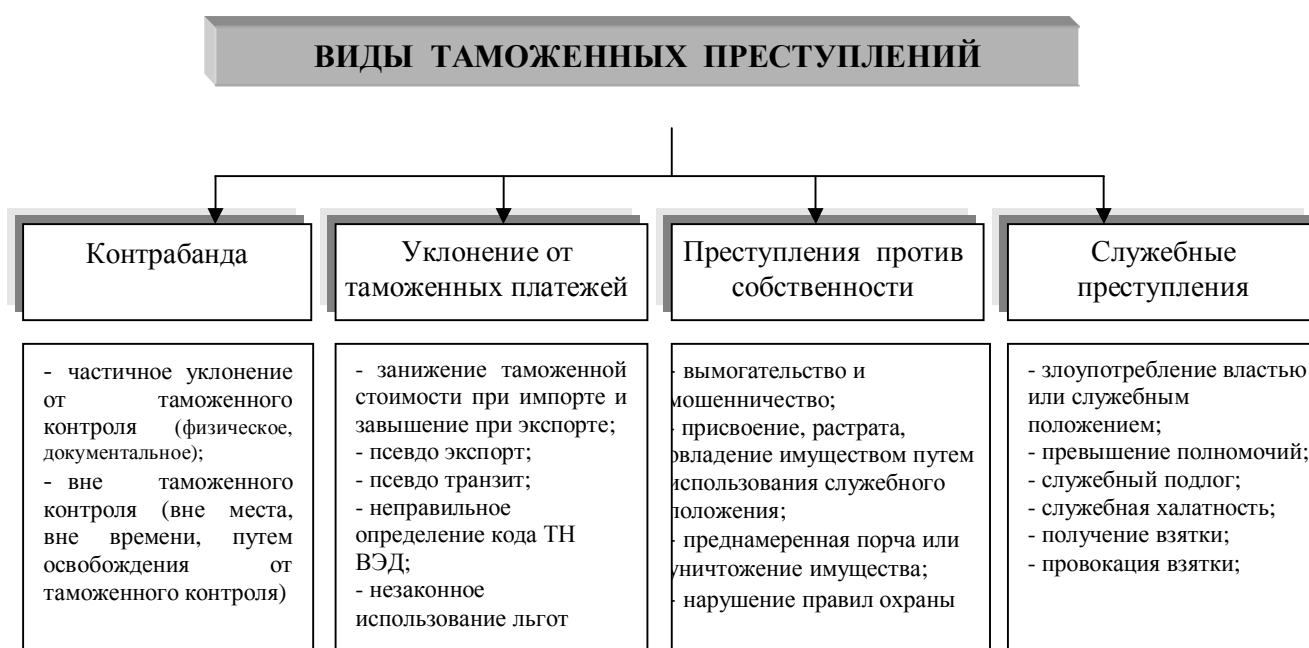 ВИДЫ ТАМОЖЕННЫХ ПРЕСТУПЛЕНИЙ
Контрабанда
Уклонение от
таможенных платежей
Преступления против
собственности
Служебные
преступления
- частичное уклонение
от таможенного
контроля (физическое,
документальное);
- вне таможенного
контроля (вне места,
вне времени, путем
освобождения от
таможенного контроля)
- занижение таможенной
стоимости при импорте и
завышение при экспорте;
- псевдо экспорт;
- псевдо транзит;
- неправильное
определение кода ТН
ВЭД;
- незаконное
использование льгот
- вымогательство и
мошенничество;
- присвоение, растрата,
овладение имуществом путем
использования служебного
положения;
- преднамеренная порча или
уничтожение имущества;
- нарушение правил охраны
- злоупотребление властью
или служебным
положением;
- превышение полномочий;
- служебный подлог;
- служебная халатность;
- получение взятки;
- провокация взятки;